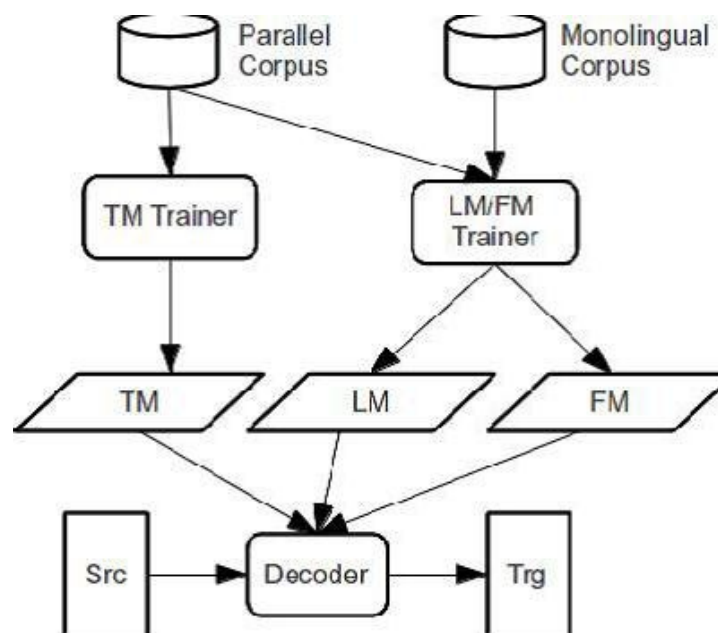 Parallel
Corpus
Monolingual
Corpus
TM Trainer
LM/FM
Trainer
TM
LM
FM
Src
Decoder
Trg